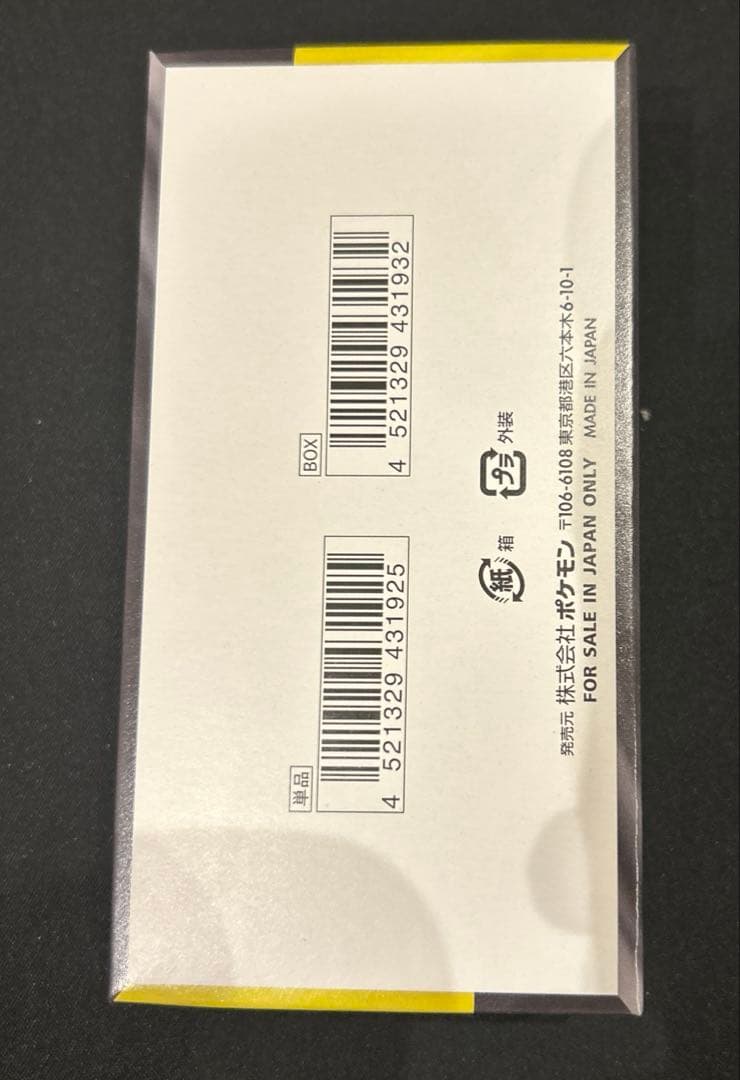 単品
4 521329 431925
BOX
4 521329 431932
紙 箱
プラ 外装
発売元 株式会社ポケモン 〒106-6108 東京都港区六本木6-10-1
FOR SALE IN JAPAN ONLY MADE IN JAPAN